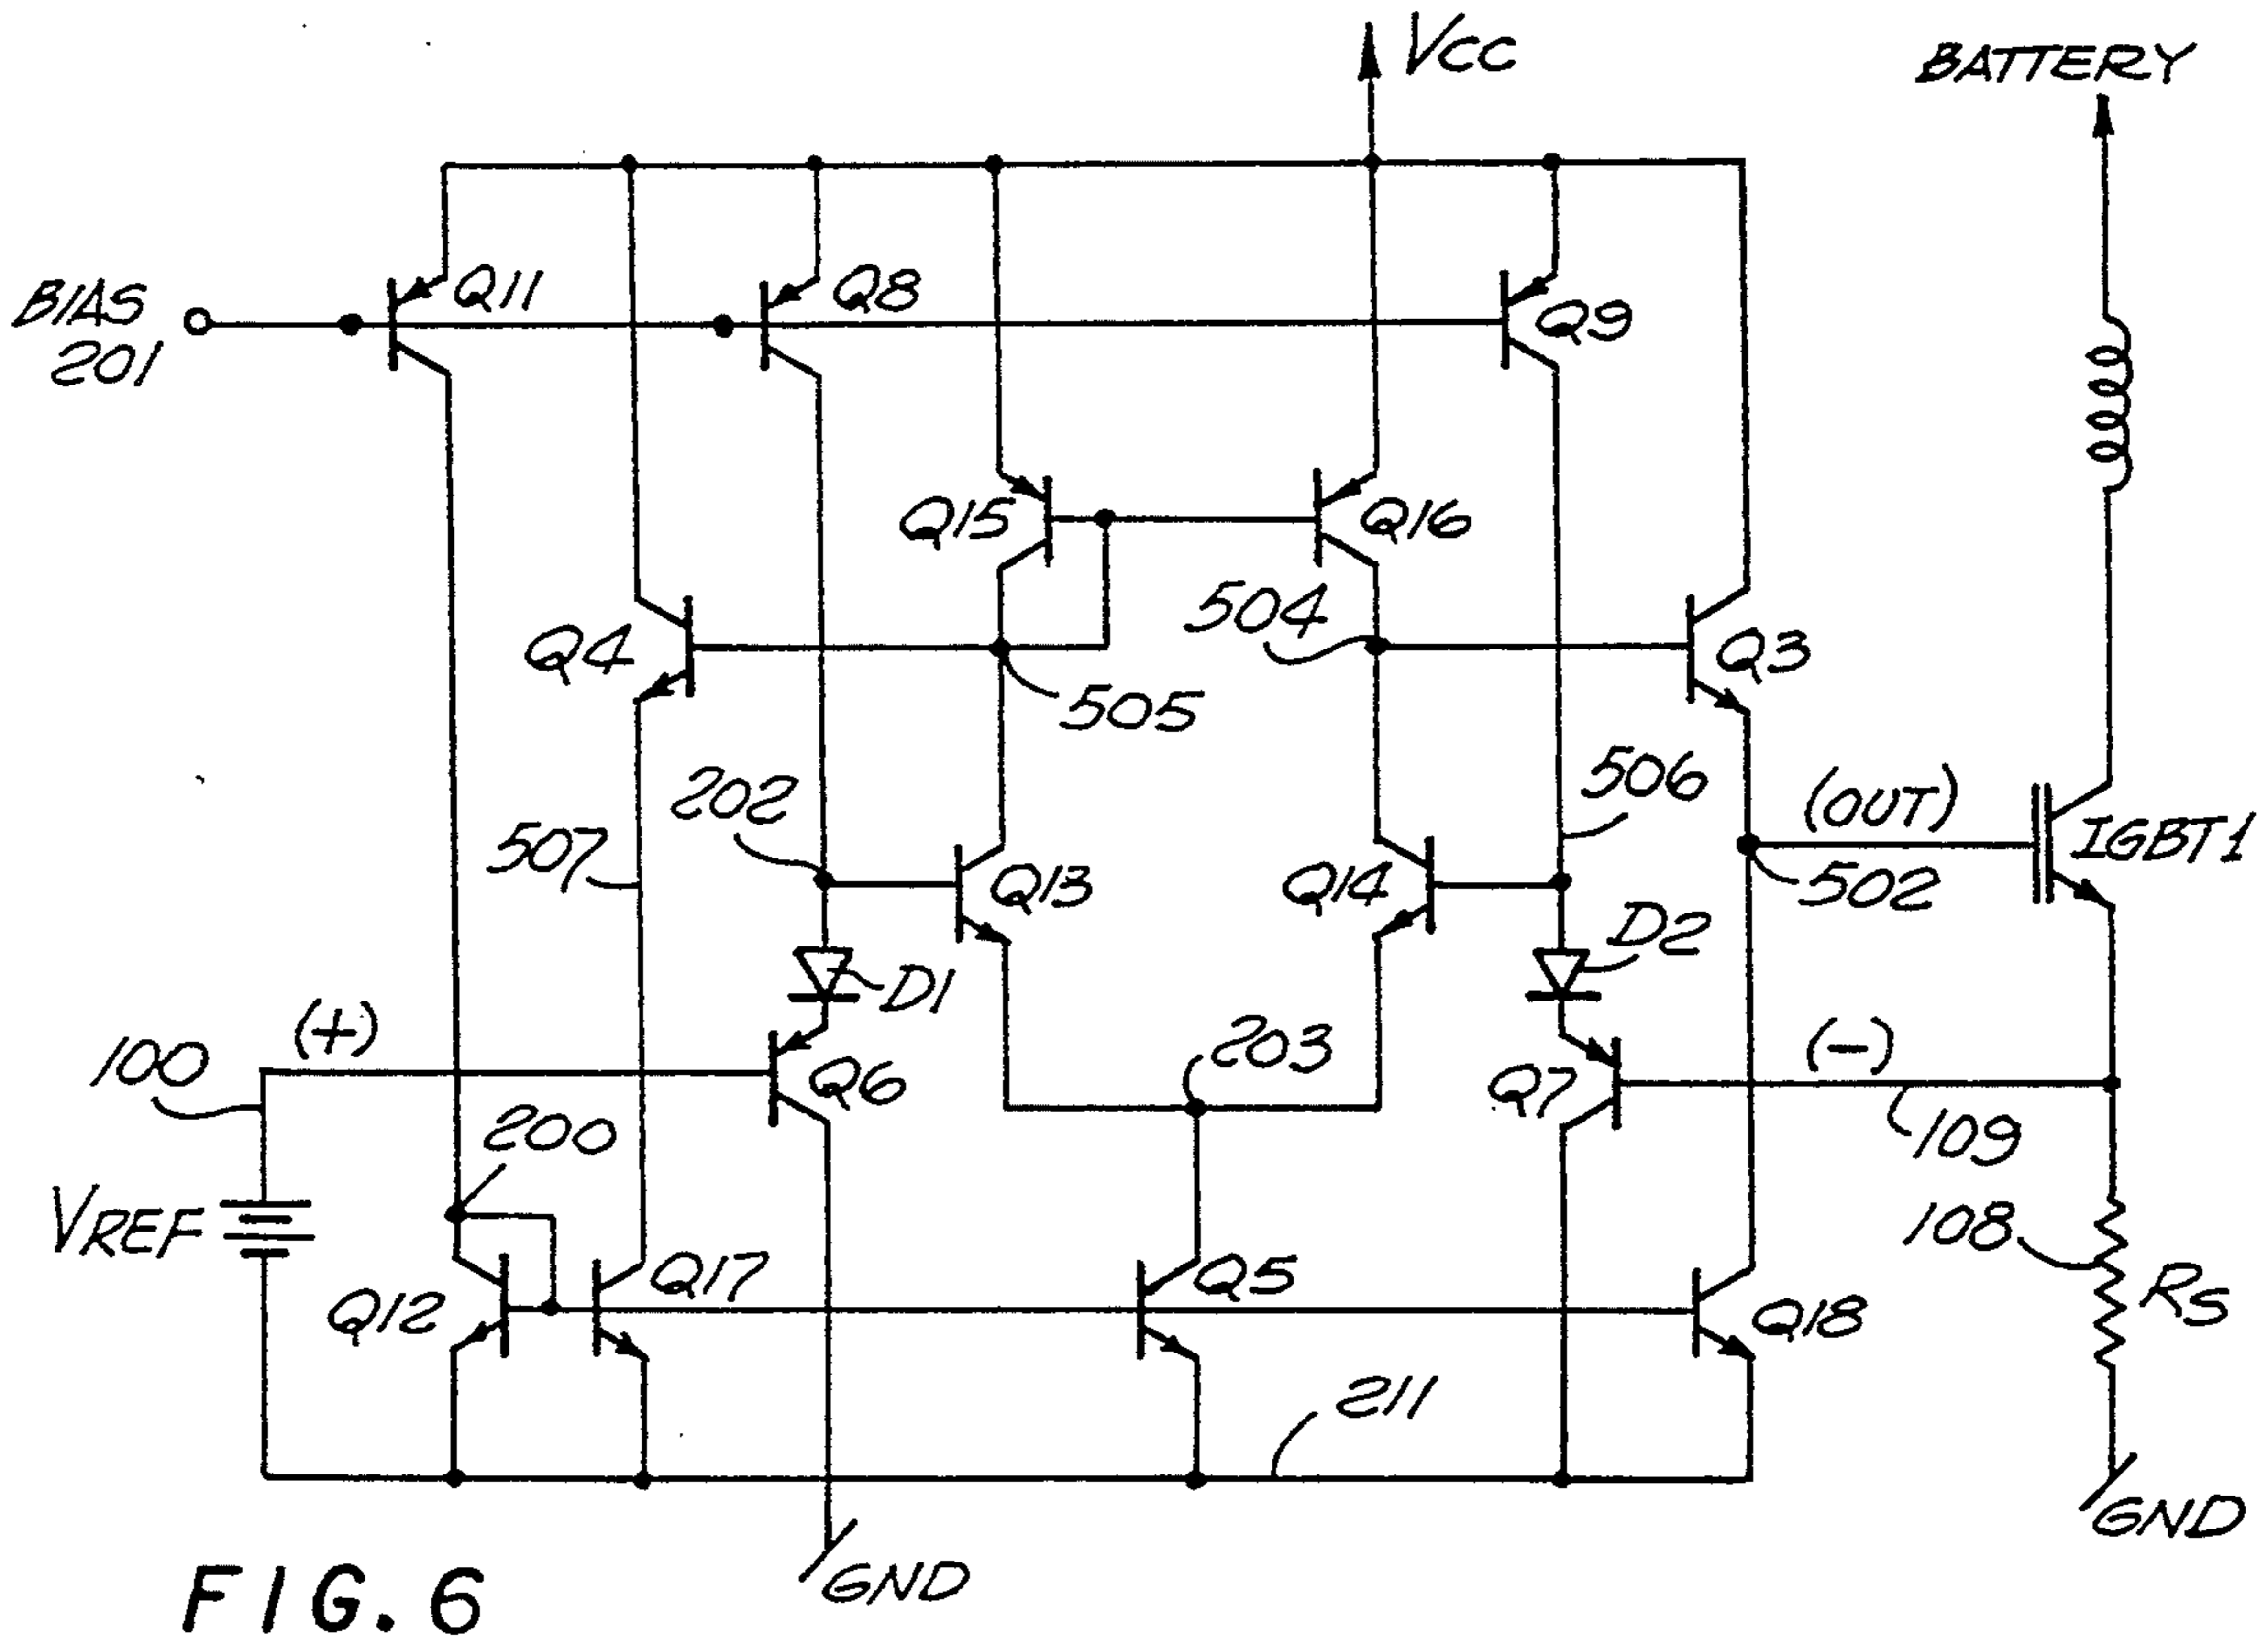 VCC
BATTERY
BIAS
201
Q11
Q8
Q9
Q15
Q16
504
Q4
Q3
505
202
506
(OUT)
507
IGBT1
Q13
Q14
502
D2
D1
(+)
203
(-)
100
Q6
Q7
200
109
VREF
108
Q17
Q5
RS
Q12
Q18
211
GND
GND
FIG. 6